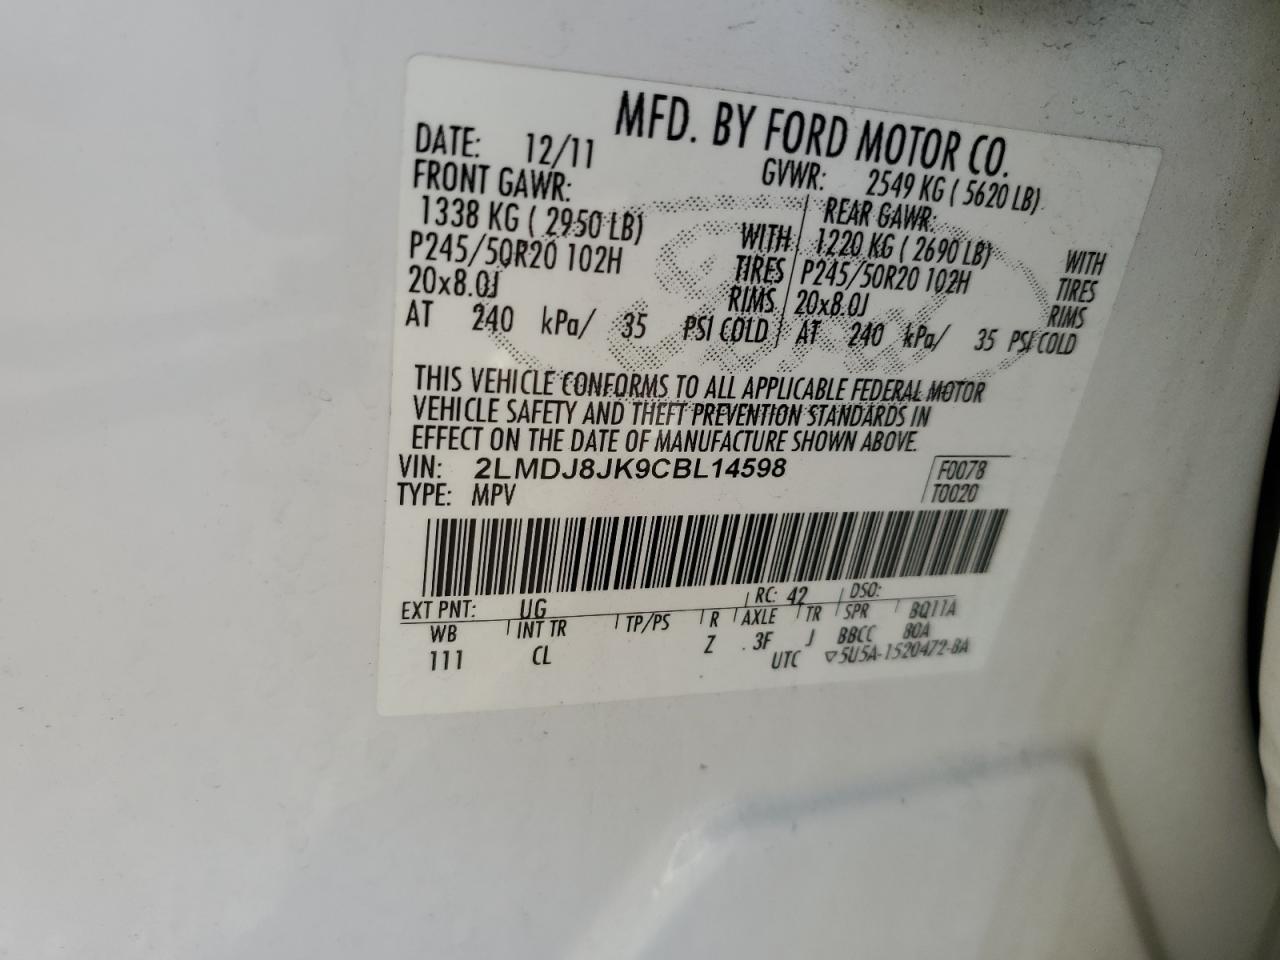 MFD. BY FORD MOTOR CO.
DATE: 12/11 GVWR: 2549 KG ( 5620 LB)
FRONT GAWR: REAR GAWR:
1338 KG ( 2950 LB) WITH 1220 KG ( 2690 LB) WITH
P245/50R20 102H TIRES P245/50R20 102H TIRES
20x8.0J RIMS 20x8.0J RIMS
AT 240 kPa/ 35 PSI COLD AT 240 kPa/ 35 PSI COLD
THIS VEHICLE CONFORMS TO ALL APPLICABLE FEDERAL MOTOR
VEHICLE SAFETY AND THEFT PREVENTION STANDARDS IN
EFFECT ON THE DATE OF MANUFACTURE SHOWN ABOVE.
VIN: 2LMDJ8JK9CBL14598 F0078
TYPE: MPV T0020
EXT PNT: UG RC: 42 DSO:
WB INT TR TP/PS R AXLE TR SPR BQ11A
111 CL Z . 3F J BBCC 80A
UTC ▽5U5A-1520472-BA